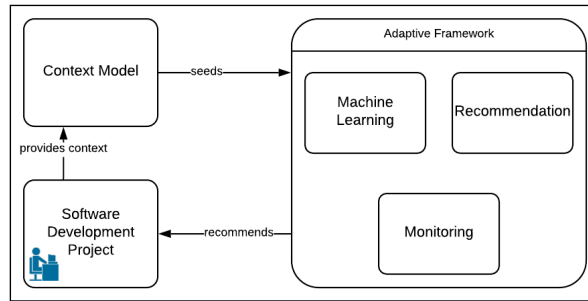 Adaptive Framework
Context Model
seeds
Machine
Learning
Recommendation
provides context
Software
Development
Project
recommends
Monitoring